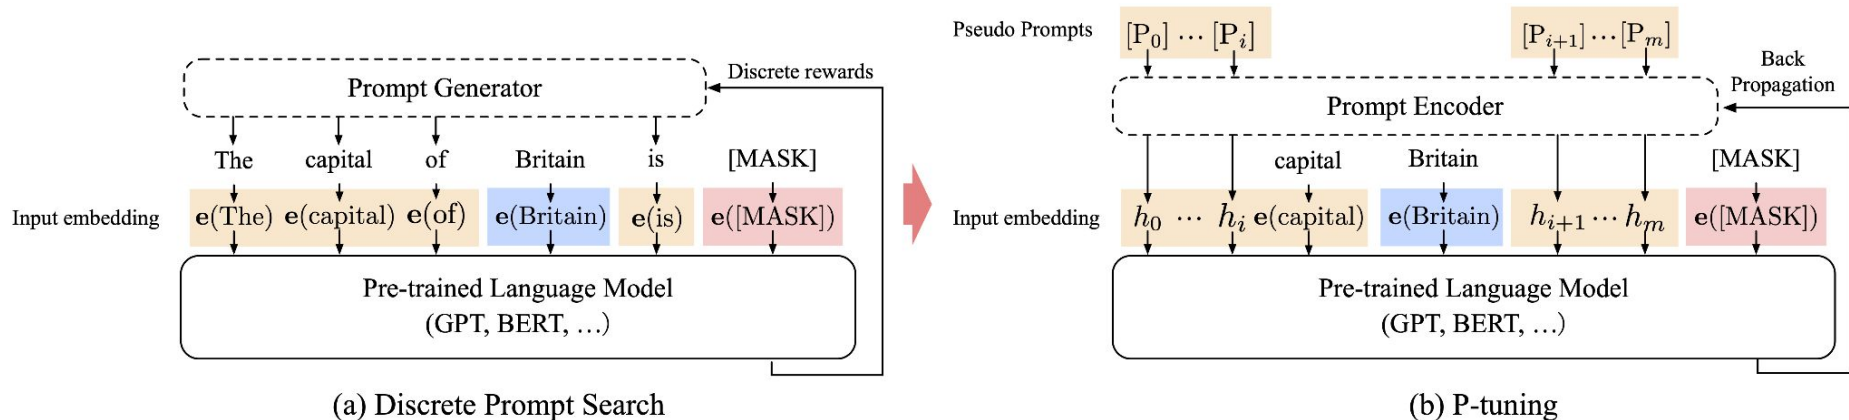 Prompt Generator
Discrete rewards
The capital of Britain is [MASK]
Input embedding e(The) e(capital) e(of) e(Britain) e(is) e([MASK])
Pre-trained Language Model
(GPT, BERT, …)
(a) Discrete Prompt Search
Pseudo Prompts [P₀] ⋯ [Pᵢ] [Pᵢ₊₁] ⋯ [Pₘ]
Prompt Encoder
Back
Propagation
capital Britain [MASK]
Input embedding h₀ ⋯ hᵢ e(capital) e(Britain) hᵢ₊₁ ⋯ hₘ e([MASK])
Pre-trained Language Model
(GPT, BERT, …)
(b) P-tuning